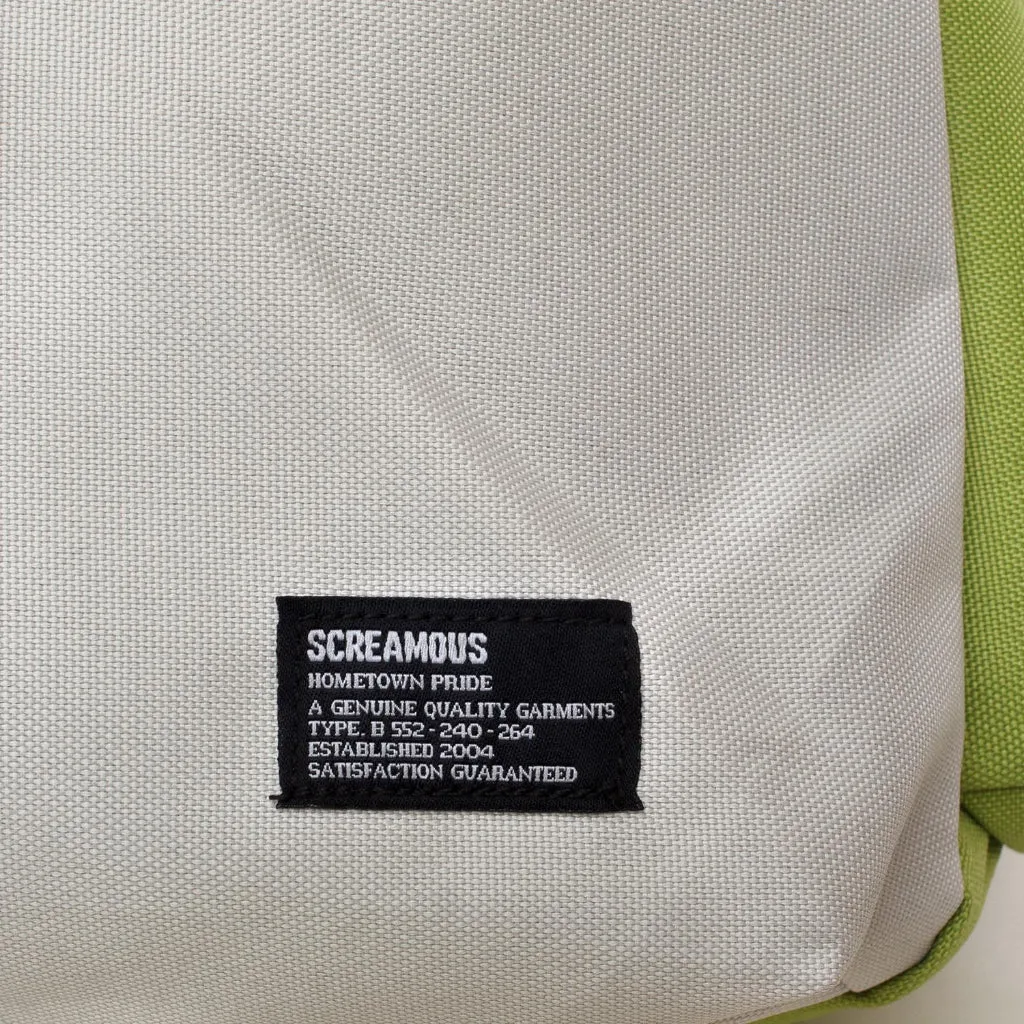 SCREAMOUS
HOMETOWN PRIDE
A GENUINE QUALITY GARMENTS
TYPE. B 552-240-264
ESTABLISHED 2004
SATISFACTION GUARANTEED